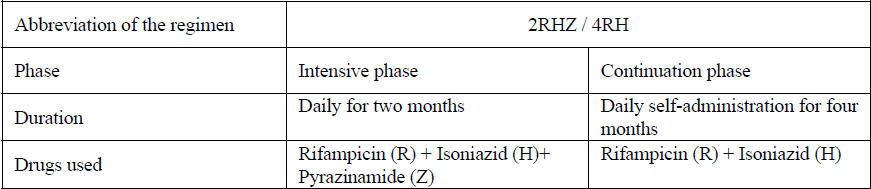 Abbreviation of the regimen
2RHZ / 4RH
Phase
Intensive phase
Continuation phase
Duration
Daily for two months
Daily self-administration for four
months
Drugs used
Rifampicin (R) + Isoniazid (H)+
Pyrazinamide (Z)
Rifampicin (R) + Isoniazid (H)